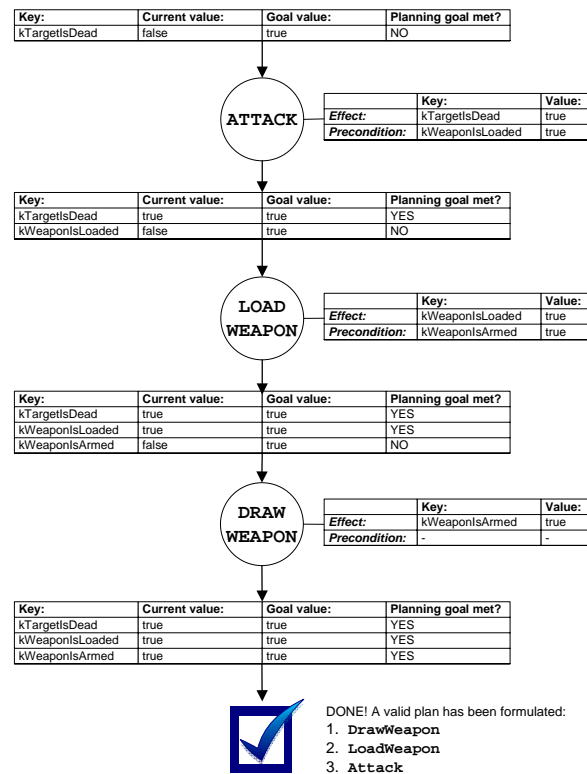 Key: Current value: Goal value: Planning goal met?
kTargetIsDead false true NO
ATTACK
Key: Value:
Effect: kTargetIsDead true
Precondition: kWeaponIsLoaded true
Key: Current value: Goal value: Planning goal met?
kTargetIsDead true true YES
kWeaponIsLoaded false true NO
LOAD
WEAPON
Key: Value:
Effect: kWeaponIsLoaded true
Precondition: kWeaponIsArmed true
Key: Current value: Goal value: Planning goal met?
kTargetIsDead true true YES
kWeaponIsLoaded true true YES
kWeaponIsArmed false true NO
DRAW
WEAPON
Key: Value:
Effect: kWeaponIsArmed true
Precondition: - -
Key: Current value: Goal value: Planning goal met?
kTargetIsDead true true YES
kWeaponIsLoaded true true YES
kWeaponIsArmed true true YES
DONE! A valid plan has been formulated:
1. DrawWeapon
2. LoadWeapon
3. Attack